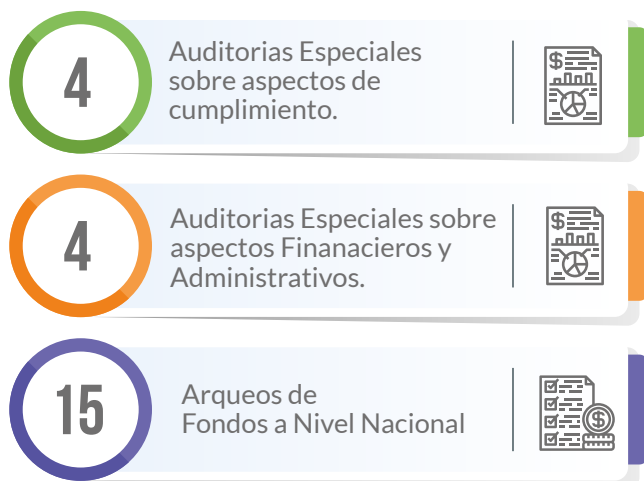 4
Auditorias Especiales
sobre aspectos de
cumplimiento.
4
Auditorias Especiales sobre
aspectos Finanacieros y
Administrativos.
15
Arqueos de
Fondos a Nivel Nacional